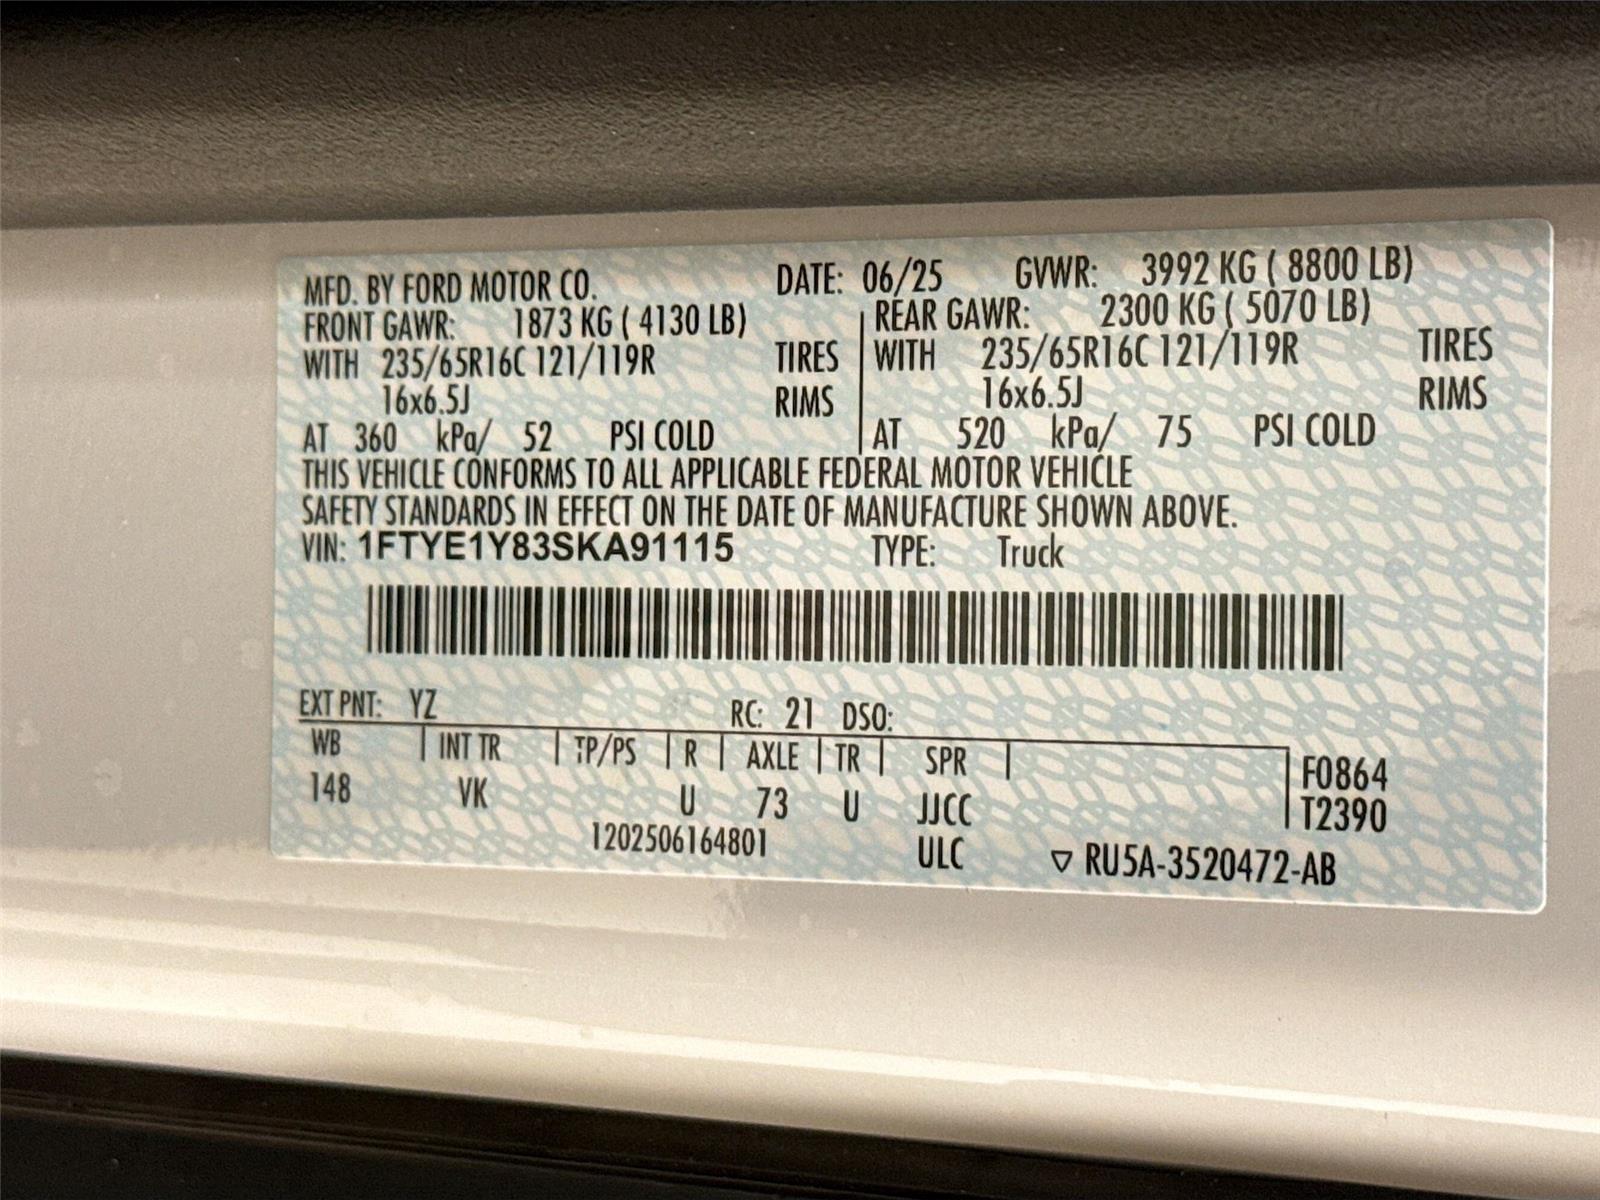 MFD. BY FORD MOTOR CO. DATE: 06/25 GVWR: 3992 KG ( 8800 LB)
FRONT GAWR: 1873 KG ( 4130 LB) REAR GAWR: 2300 KG ( 5070 LB)
WITH 235/65R16C 121/119R TIRES WITH 235/65R16C 121/119R TIRES
16x6.5J RIMS 16x6.5J RIMS
AT 360 kPa/ 52 PSI COLD AT 520 kPa/ 75 PSI COLD
THIS VEHICLE CONFORMS TO ALL APPLICABLE FEDERAL MOTOR VEHICLE
SAFETY STANDARDS IN EFFECT ON THE DATE OF MANUFACTURE SHOWN ABOVE.
VIN: 1FTYE1Y83SKA91115 TYPE: Truck
EXT PNT: YZ RC: 21 DSO:
WB INT TR TP/PS R AXLE TR SPR F0864
148 VK U 73 U JJCC T2390
1202506164801 ULC ▽ RU5A-3520472-AB